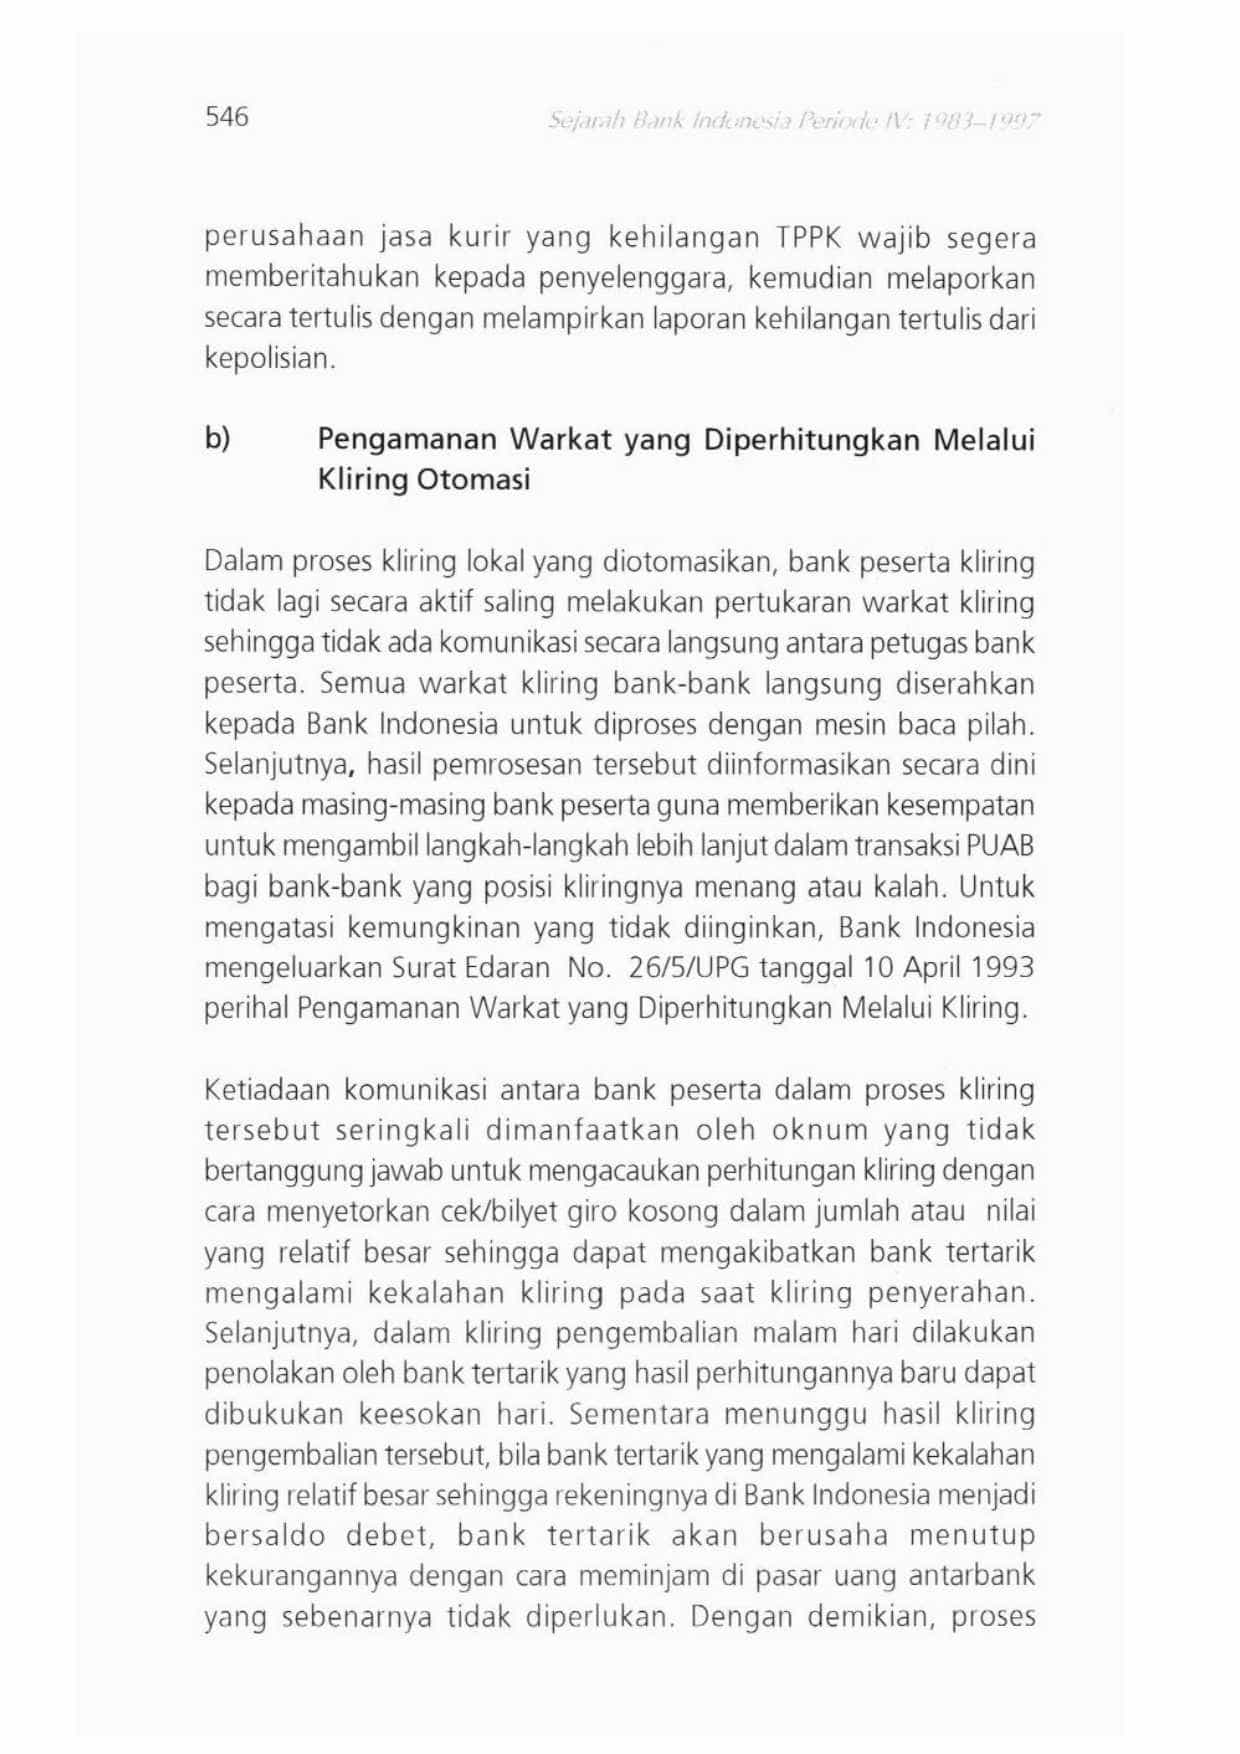 546
Sejarah Bank Indonesia Periode IV: 1983–1997
perusahaan jasa kurir yang kehilangan TPPK wajib segera
memberitahukan kepada penyelenggara, kemudian melaporkan
secara tertulis dengan melampirkan laporan kehilangan tertulis dari
kepolisian.
b) Pengamanan Warkat yang Diperhitungkan Melalui
Kliring Otomasi
Dalam proses kliring lokal yang diotomasikan, bank peserta kliring
tidak lagi secara aktif saling melakukan pertukaran warkat kliring
sehingga tidak ada komunikasi secara langsung antara petugas bank
peserta. Semua warkat kliring bank-bank langsung diserahkan
kepada Bank Indonesia untuk diproses dengan mesin baca pilah.
Selanjutnya, hasil pemrosesan tersebut diinformasikan secara dini
kepada masing-masing bank peserta guna memberikan kesempatan
untuk mengambil langkah-langkah lebih lanjut dalam transaksi PUAB
bagi bank-bank yang posisi kliringnya menang atau kalah. Untuk
mengatasi kemungkinan yang tidak diinginkan, Bank Indonesia
mengeluarkan Surat Edaran No. 26/5/UPG tanggal 10 April 1993
perihal Pengamanan Warkat yang Diperhitungkan Melalui Kliring.
Ketiadaan komunikasi antara bank peserta dalam proses kliring
tersebut seringkali dimanfaatkan oleh oknum yang tidak
bertanggung jawab untuk mengacaukan perhitungan kliring dengan
cara menyetorkan cek/bilyet giro kosong dalam jumlah atau nilai
yang relatif besar sehingga dapat mengakibatkan bank tertarik
mengalami kekalahan kliring pada saat kliring penyerahan.
Selanjutnya, dalam kliring pengembalian malam hari dilakukan
penolakan oleh bank tertarik yang hasil perhitungannya baru dapat
dibukukan keesokan hari. Sementara menunggu hasil kliring
pengembalian tersebut, bila bank tertarik yang mengalami kekalahan
kliring relatif besar sehingga rekeningnya di Bank Indonesia menjadi
bersaldo debet, bank tertarik akan berusaha menutup
kekurangannya dengan cara meminjam di pasar uang antarbank
yang sebenarnya tidak diperlukan. Dengan demikian, proses